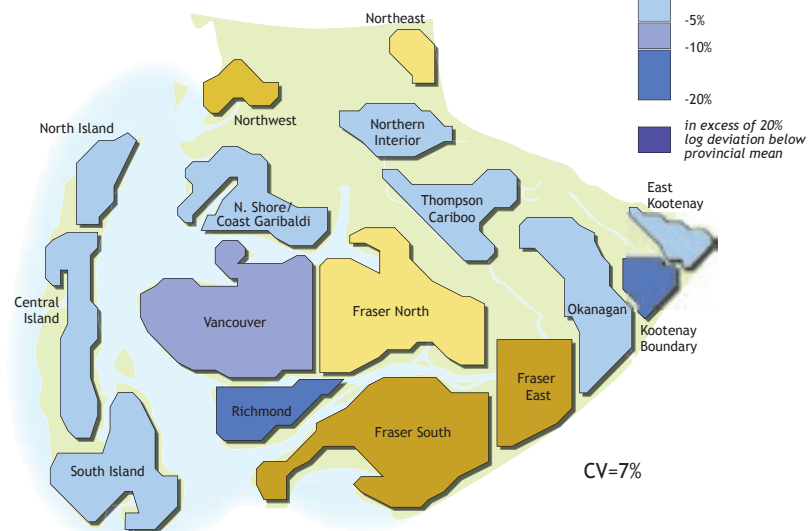 Northeast
-5%
-10%
Northwest
-20%
North Island
Northern
Interior
in excess of 20%
log deviation below
provincial mean
East
Kootenay
N. Shore/
Coast Garibaldi
Thompson
Cariboo
Central
Island
Vancouver
Fraser North
Okanagan
Kootenay
Boundary
Richmond
Fraser South
Fraser
East
South Island
CV=7%